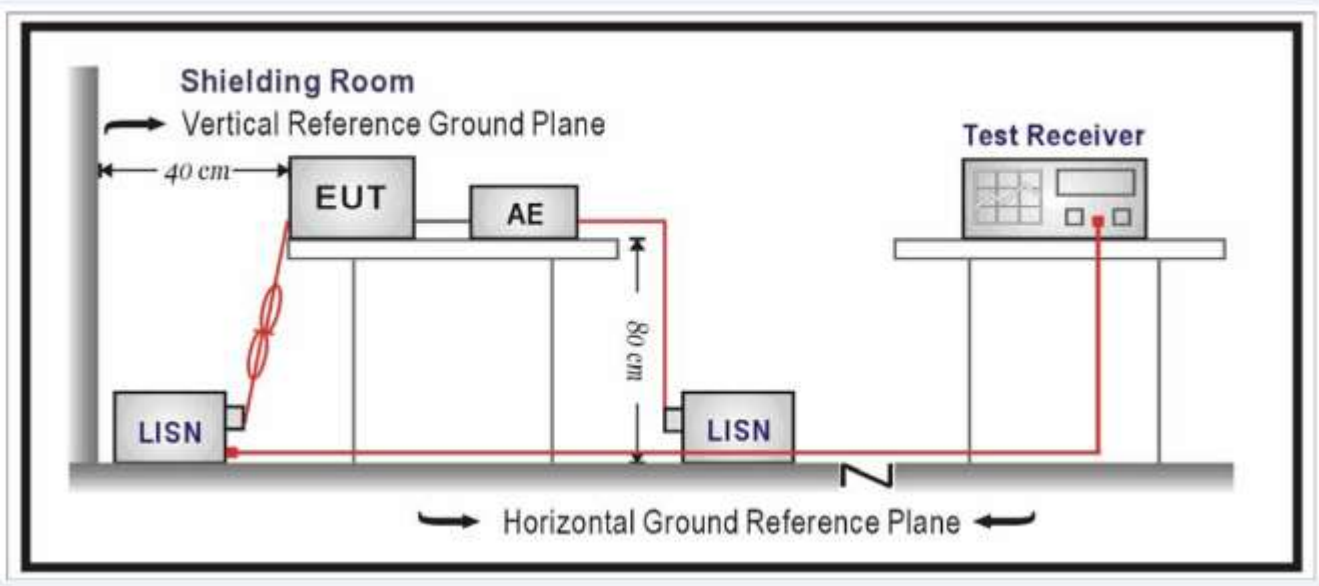 Shielding Room
Vertical Reference Ground Plane
Test Receiver
40 cm
EUT
AE
80 cm
LISN
LISN
Horizontal Ground Reference Plane